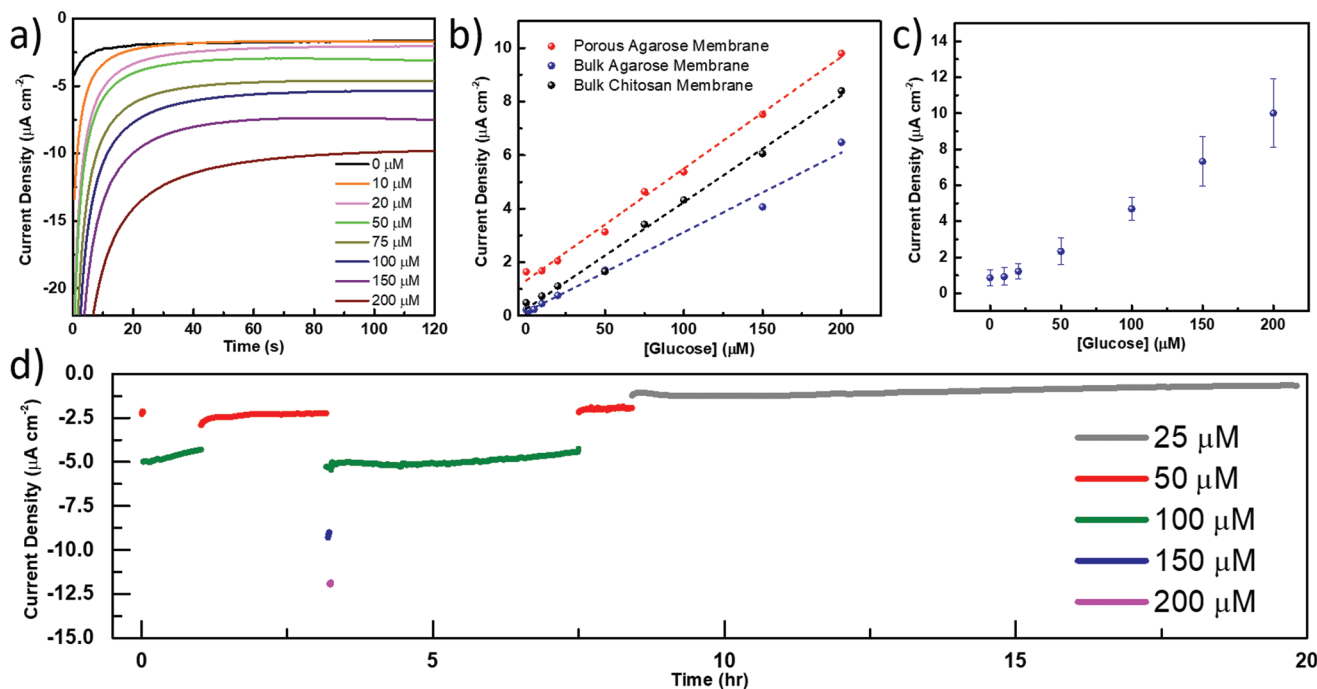 a)
0
-5
-10
-15
-20
Current Density (μA cm⁻²)
0 μM
10 μM
20 μM
50 μM
75 μM
100 μM
150 μM
200 μM
0 20 40 60 80 100 120
Time (s)
b)
10
8
6
4
2
0
Current Density (μA cm⁻²)
Porous Agarose Membrane
Bulk Agarose Membrane
Bulk Chitosan Membrane
0 50 100 150 200
[Glucose] (μM)
c)
14
12
10
8
6
4
2
0
Current Density (μA cm⁻²)
0 50 100 150 200
[Glucose] (μM)
d)
0.0
-2.5
-5.0
-7.5
-10.0
-12.5
-15.0
Current Density (μA cm⁻²)
25 μM
50 μM
100 μM
150 μM
200 μM
0 5 10 15 20
Time (hr)